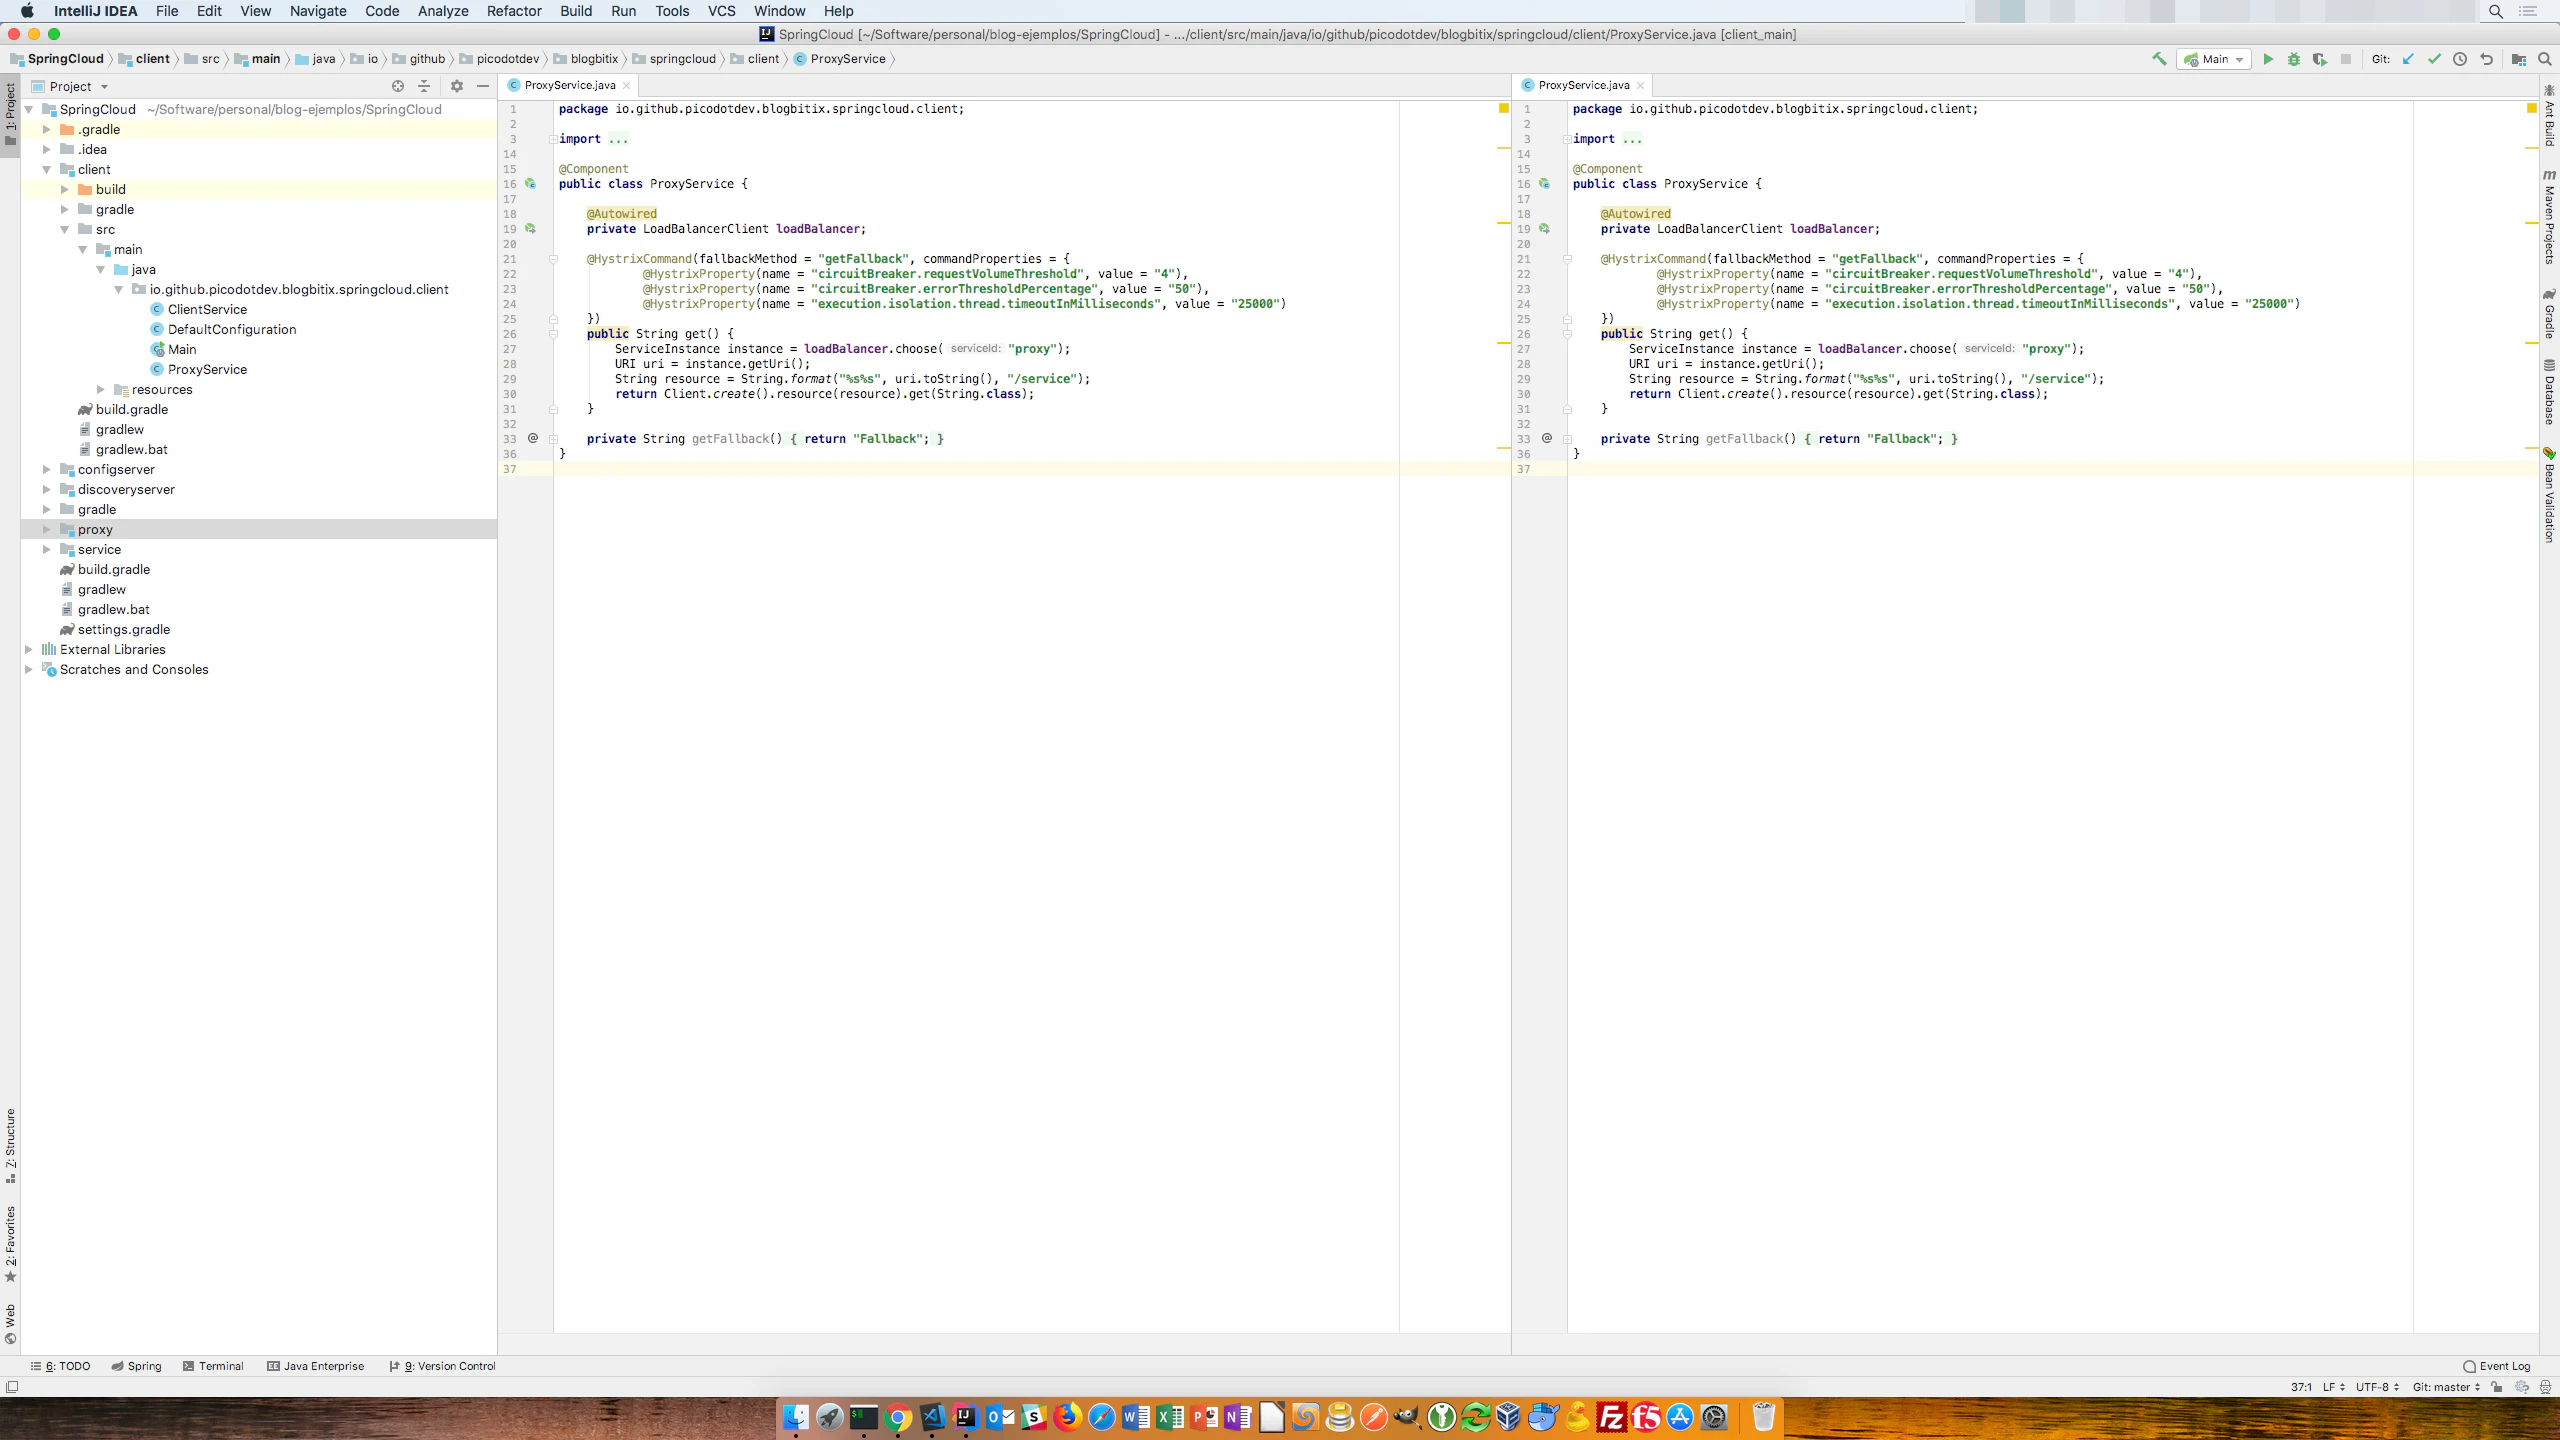 IntelliJ IDEA File Edit View Navigate Code Analyze Refactor Build Run Tools VCS Window Help
SpringCloud [~/Software/personal/blog-ejemplos/SpringCloud] - .../client/src/main/java/io/github/picodotdev/blogbitix/springcloud/client/ProxyService.java [client_main]
SpringCloud client src main java io github picodotdev blogbitix springcloud client ProxyService Main Git:
1: Project
Project
SpringCloud ~/Software/personal/blog-ejemplos/SpringCloud
.gradle
.idea
client
build
gradle
src
main
java
io.github.picodotdev.blogbitix.springcloud.client
ClientService
DefaultConfiguration
Main
ProxyService
resources
build.gradle
gradlew
gradlew.bat
configserver
discoveryserver
gradle
proxy
service
build.gradle
gradlew
gradlew.bat
settings.gradle
External Libraries
Scratches and Consoles
Z: Structure
2: Favorites
Web
ProxyService.java
1 package io.github.picodotdev.blogbitix.springcloud.client;
2
3 import ...
14
15 @Component
16 public class ProxyService {
17
18 @Autowired
19 private LoadBalancerClient loadBalancer;
20
21 @HystrixCommand(fallbackMethod = "getFallback", commandProperties = {
22 @HystrixProperty(name = "circuitBreaker.requestVolumeThreshold", value = "4"),
23 @HystrixProperty(name = "circuitBreaker.errorThresholdPercentage", value = "50"),
24 @HystrixProperty(name = "execution.isolation.thread.timeoutInMilliseconds", value = "25000")
25 })
26 public String get() {
27 ServiceInstance instance = loadBalancer.choose( serviceId: "proxy");
28 URI uri = instance.getUri();
29 String resource = String.format("%s%s", uri.toString(), "/service");
30 return Client.create().resource(resource).get(String.class);
31 }
32
33 @ private String getFallback() { return "Fallback"; }
36 }
37
ProxyService.java
1 package io.github.picodotdev.blogbitix.springcloud.client;
2
3 import ...
14
15 @Component
16 public class ProxyService {
17
18 @Autowired
19 private LoadBalancerClient loadBalancer;
20
21 @HystrixCommand(fallbackMethod = "getFallback", commandProperties = {
22 @HystrixProperty(name = "circuitBreaker.requestVolumeThreshold", value = "4"),
23 @HystrixProperty(name = "circuitBreaker.errorThresholdPercentage", value = "50"),
24 @HystrixProperty(name = "execution.isolation.thread.timeoutInMilliseconds", value = "25000")
25 })
26 public String get() {
27 ServiceInstance instance = loadBalancer.choose( serviceId: "proxy");
28 URI uri = instance.getUri();
29 String resource = String.format("%s%s", uri.toString(), "/service");
30 return Client.create().resource(resource).get(String.class);
31 }
32
33 @ private String getFallback() { return "Fallback"; }
36 }
37
Ant Build
Maven Projects
Gradle
Database
Bean Validation
6: TODO Spring Terminal Java Enterprise 9: Version Control Event Log
37:1 LF UTF-8 Git: master